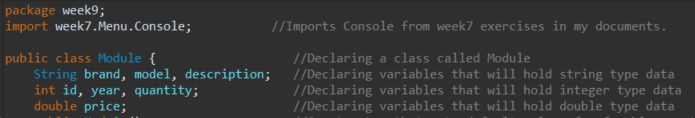 package week9;
import week7.Menu.Console; //Imports Console from week7 exercises in my documents.
public class Module { //Declaring a class called Module
String brand, model, description; //Declaring variables that will hold string type data
int id, year, quantity; //Declaring variables that will hold integer type data
double price; //Declaring variables that will hold double type data